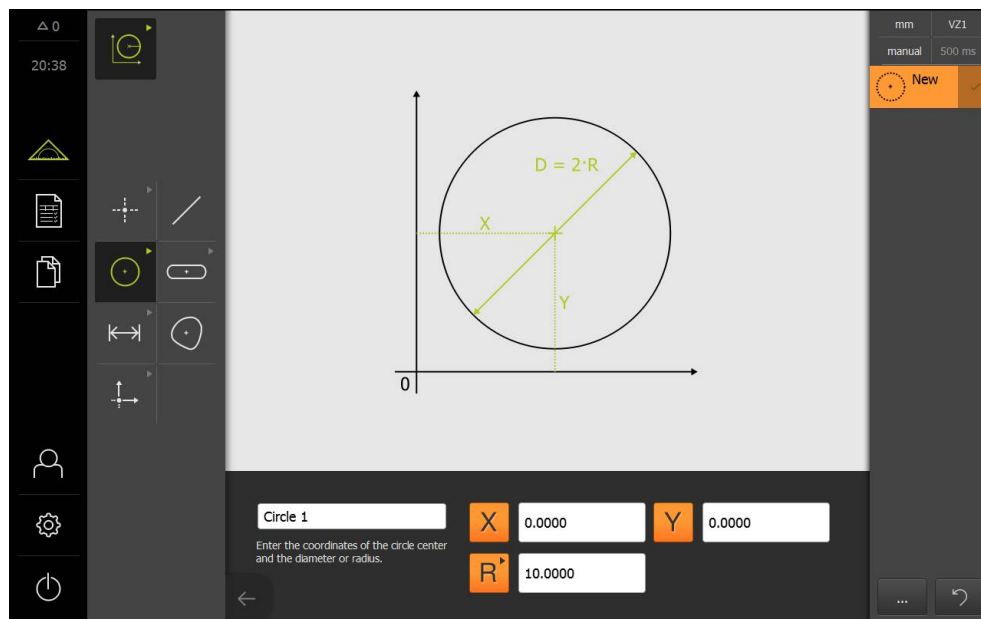 0
20:38
mm
VZ1
manual
500 ms
New
D = 2·R
X
Y
0
Circle 1
Enter the coordinates of the circle center
and the diameter or radius.
X
0.0000
Y
0.0000
R
10.0000
...